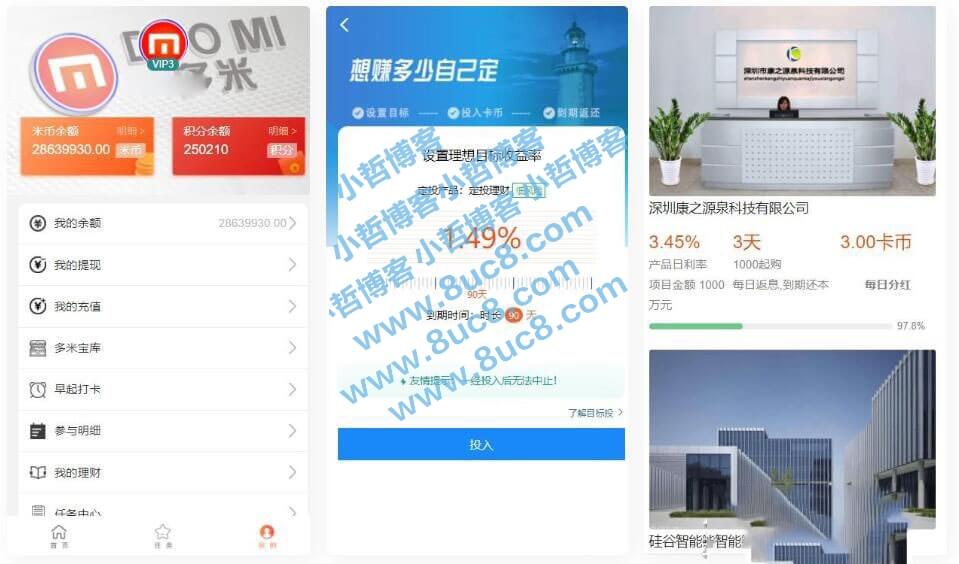 DUO MI
多米
VIP3
米币余额
明细 >
28639930.00
米币
积分余额
明细 >
250210
积分
我的余额
28639930.00
我的提现
我的充值
多米宝库
早起打卡
参与明细
我的理财
任务中心
首页
任务
我的
想赚多少自己定
设置目标
投入卡币
到期返还
设置理想目标收益率
定投产品：定投理财
低风险
1.49%
90天
到期时间：时长 90 天
友情提示：一经投入后无法中止！
了解目标投 >
投入
小哲博客 小哲博客 小哲博客
www.8uc8.com
www.8uc8.com
www.8uc8.com
深圳市康之源泉科技有限公司
深圳康之源泉科技有限公司
3.45%
3天
3.00卡币
产品日利率
1000起购
项目金额 1000
万元
每日返息,到期还本
每日分红
97.8%
硅谷智能